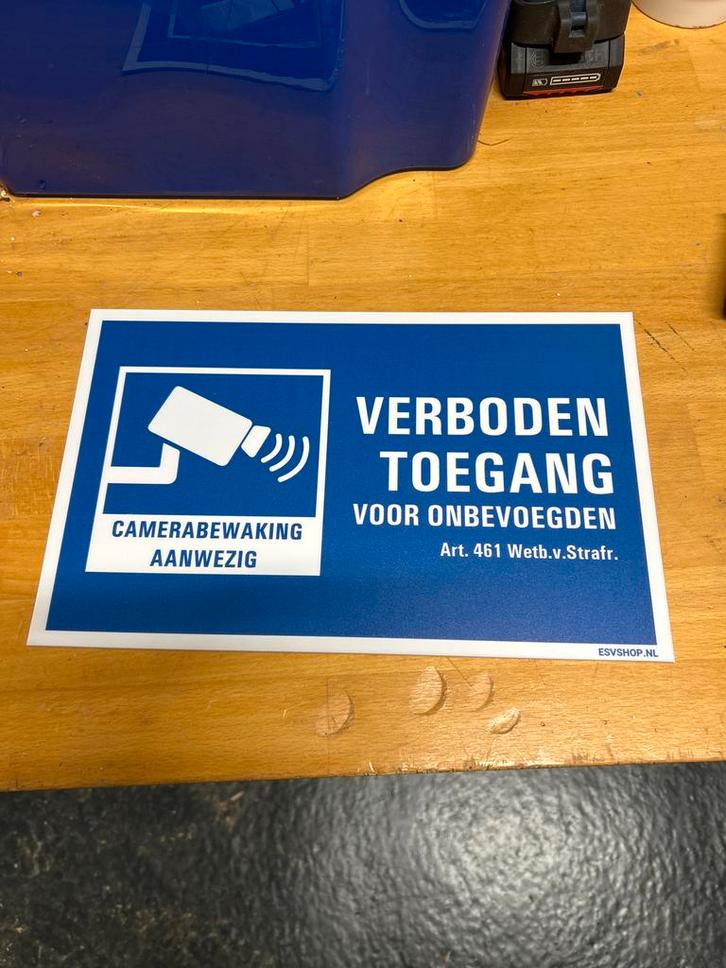 CAMERABEWAKING
AANWEZIG
VERBODEN
TOEGANG
VOOR ONBEVOEGDEN
Art. 461 Wetb.v.Strafr.
ESVSHOP.NL